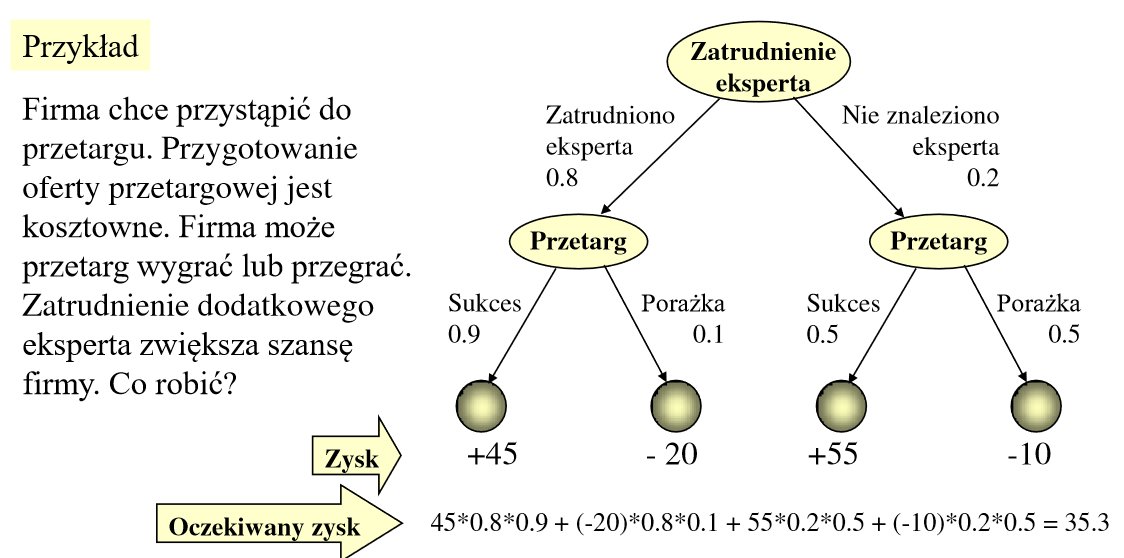 Przykład
Firma chce przystąpić do
przetargu. Przygotowanie
oferty przetargowej jest
kosztowne. Firma może
przetarg wygrać lub przegrać.
Zatrudnienie dodatkowego
eksperta zwiększa szansę
firmy. Co robić?
Zatrudnienie
eksperta
Zatrudniono
eksperta
0.8
Nie znaleziono
eksperta
0.2
Przetarg
Przetarg
Sukces
0.9
Porażka
0.1
Sukces
0.5
Porażka
0.5
Zysk
+45
- 20
+55
-10
Oczekiwany zysk
45*0.8*0.9 + (-20)*0.8*0.1 + 55*0.2*0.5 + (-10)*0.2*0.5 = 35.3